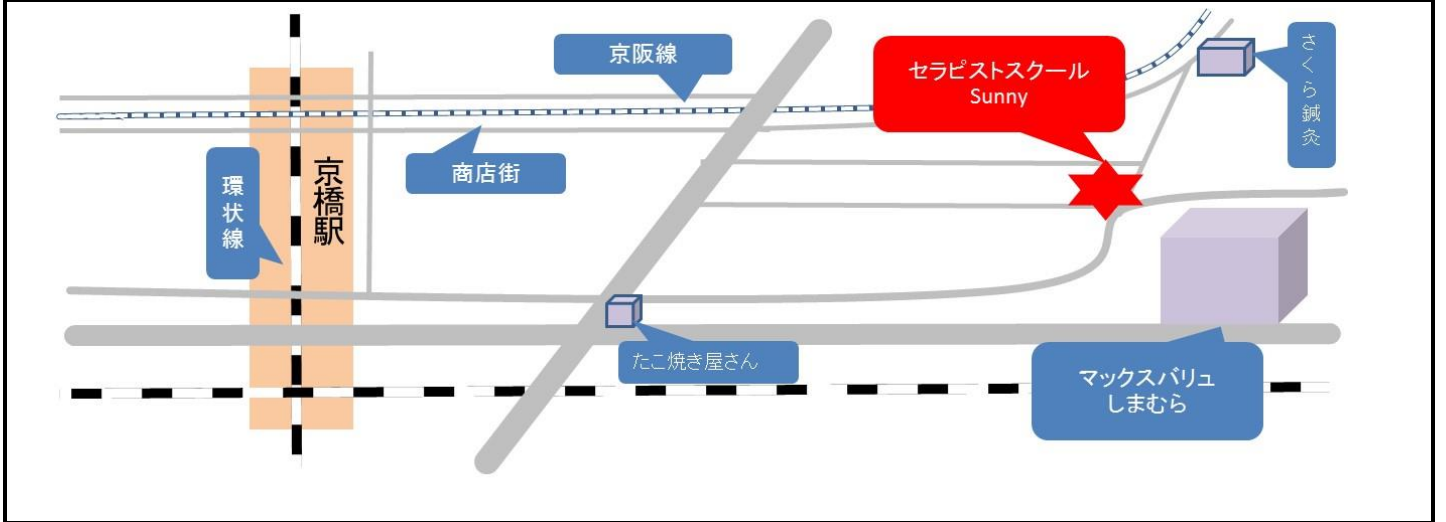 京阪線
セラピストスクール
Sunny
さくら鍼灸
商店街
環状線
京橋駅
たこ焼き屋さん
マックスバリュ
しまむら